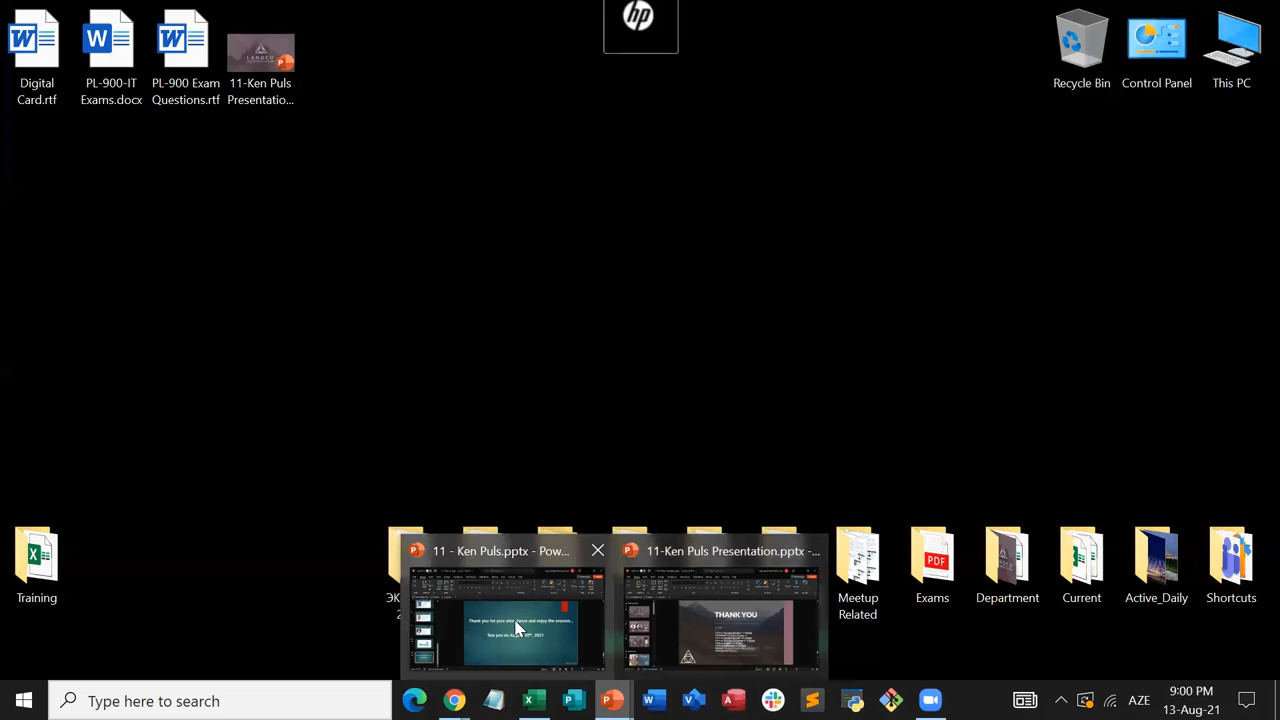 hp
Digital
Card.rtf
PL-900-IT
Exams.docx
PL-900 Exam
Questions.rtf
LANDCO
11-Ken Puls
Presentatio...
Recycle Bin
Control Panel
This PC
Training
Meetup
Related
Exams
Department
Current
Active_Daily
Shortcuts
11 - Ken Puls.pptx - Pow...
11-Ken Puls Presentation.pptx -...
THANK YOU
Type here to search
AZE
9:00 PM
13-Aug-21